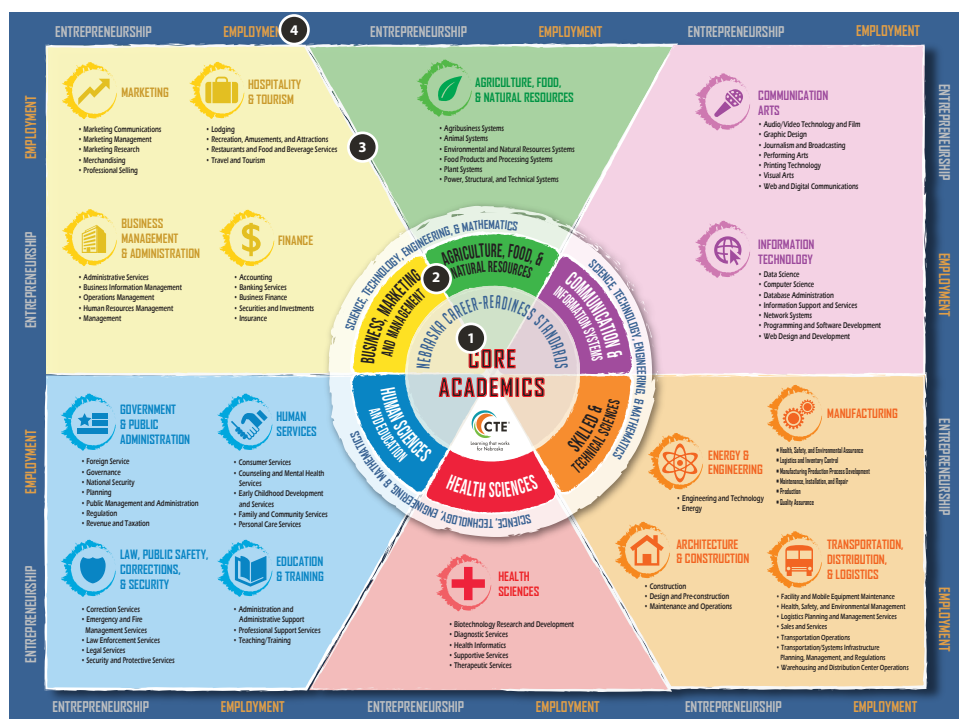 ENTREPRENEURSHIP
EMPLOYMENT
4
ENTREPRENEURSHIP
EMPLOYMENT
ENTREPRENEURSHIP
EMPLOYMENT
EMPLOYMENT
ENTREPRENEURSHIP
EMPLOYMENT
ENTREPRENEURSHIP
MARKETING
• Marketing Communications
• Marketing Management
• Marketing Research
• Merchandising
• Professional Selling
HOSPITALITY
& TOURISM
• Lodging
• Recreation, Amusements, and Attractions
• Restaurants and Food and Beverage Services
• Travel and Tourism
3
BUSINESS
MANAGEMENT
& ADMINISTRATION
• Administrative Services
• Business Information Management
• Operations Management
• Human Resources Management
• Management
$
FINANCE
• Accounting
• Banking Services
• Business Finance
• Securities and Investments
• Insurance
AGRICULTURE, FOOD,
& NATURAL RESOURCES
• Agribusiness Systems
• Animal Systems
• Environmental and Natural Resources Systems
• Food Products and Processing Systems
• Plant Systems
• Power, Structural, and Technical Systems
COMMUNICATION
ARTS
• Audio/Video Technology and Film
• Graphic Design
• Journalism and Broadcasting
• Performing Arts
• Printing Technology
• Visual Arts
• Web and Digital Communications
INFORMATION
TECHNOLOGY
• Data Science
• Computer Science
• Database Administration
• Information Support and Services
• Network Systems
• Programming and Software Development
• Web Design and Development
ENTREPRENEURSHIP
EMPLOYMENT
ENTREPRENEURSHIP
EMPLOYMENT
SCIENCE, TECHNOLOGY, ENGINEERING, & MATHEMATICS
SCIENCE, TECHNOLOGY, ENGINEERING, & MATHEMATICS
SCIENCE, TECHNOLOGY, ENGINEERING, & MATHEMATICS
AGRICULTURE, FOOD, &
NATURAL RESOURCES
2
BUSINESS, MARKETING
AND MANAGEMENT
COMMUNICATION &
INFORMATION SYSTEMS
NEBRASKA CAREER-READINESS STANDARDS
1
CORE
ACADEMICS
CTE®
Learning that works
for Nebraska
HUMAN SCIENCES
AND EDUCATION
SKILLED &
TECHNICAL SCIENCES
HEALTH SCIENCES
GOVERNMENT
& PUBLIC
ADMINISTRATION
• Foreign Service
• Governance
• National Security
• Planning
• Public Management and Administration
• Regulation
• Revenue and Taxation
HUMAN
SERVICES
• Consumer Services
• Counseling and Mental Health
Services
• Early Childhood Development
and Services
• Family and Community Services
• Personal Care Services
LAW, PUBLIC SAFETY,
CORRECTIONS,
& SECURITY
• Correction Services
• Emergency and Fire
Management Services
• Law Enforcement Services
• Legal Services
• Security and Protective Services
EDUCATION
& TRAINING
• Administration and
Administrative Support
• Professional Support Services
• Teaching/Training
HEALTH
SCIENCES
• Biotechnology Research and Development
• Diagnostic Services
• Health Informatics
• Supportive Services
• Therapeutic Services
MANUFACTURING
• Health, Safety, and Environmental Assurance
• Logistics and Inventory Control
• Manufacturing Production Process Development
• Maintenance, Installation, and Repair
• Production
• Quality Assurance
ENERGY &
ENGINEERING
• Engineering and Technology
• Energy
ARCHITECTURE
& CONSTRUCTION
• Construction
• Design and Pre-construction
• Maintenance and Operations
TRANSPORTATION,
DISTRIBUTION,
& LOGISTICS
• Facility and Mobile Equipment Maintenance
• Health, Safety, and Environmental Management
• Logistics Planning and Management Services
• Sales and Services
• Transportation Operations
• Transportation/Systems Infrastructure
Planning, Management, and Regulations
• Warehousing and Distribution Center Operations
ENTREPRENEURSHIP
EMPLOYMENT
ENTREPRENEURSHIP
EMPLOYMENT
ENTREPRENEURSHIP
EMPLOYMENT